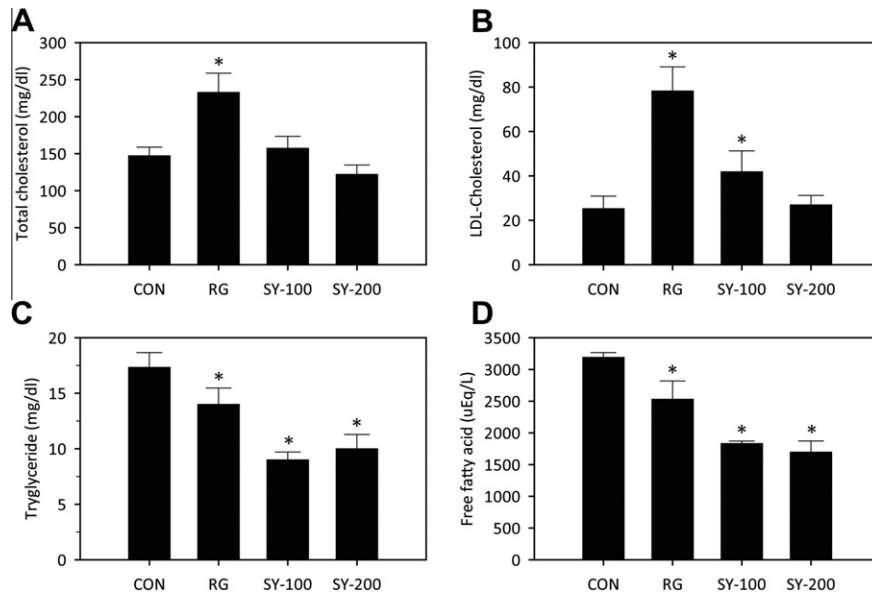 A
Total cholesterol (mg/dl)
300
250
200
150
100
50
0
*
CON RG SY-100 SY-200
B
LDL-Cholesterol (mg/dl)
100
80
60
40
20
0
*
*
CON RG SY-100 SY-200
C
Tryglyceride (mg/dl)
20
15
10
5
0
*
*
*
CON RG SY-100 SY-200
D
Free fatty acid (uEq/L)
3500
3000
2500
2000
1500
1000
500
0
*
*
*
CON RG SY-100 SY-200